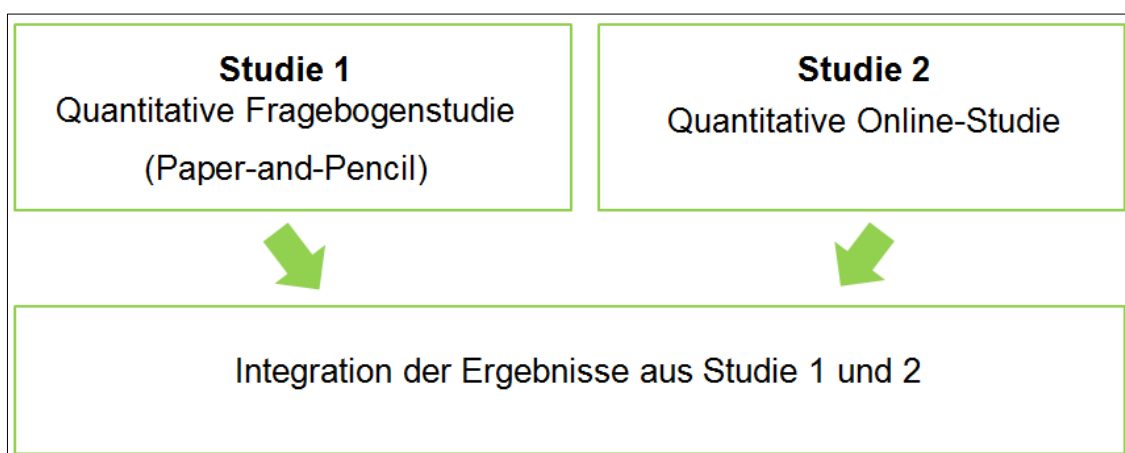 Studie 1
Quantitative Fragebogenstudie
(Paper-and-Pencil)
Studie 2
Quantitative Online-Studie
Integration der Ergebnisse aus Studie 1 und 2